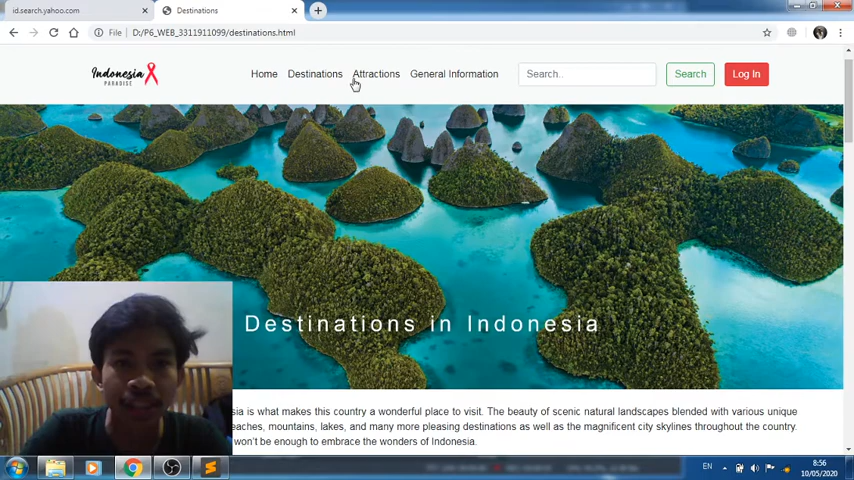 id.search.yahoo.com
Destinations
File
D:/P6_WEB_3311911099/destinations.html
Indonesia
PARADISE
Home
Destinations
Attractions
General Information
Search..
Search
Log In
Destinations in Indonesia
sia is what makes this country a wonderful place to visit. The beauty of scenic natural landscapes blended with various unique
eaches, mountains, lakes, and many more pleasing destinations as well as the magnificent city skylines throughout the country.
won't be enough to embrace the wonders of Indonesia.
EN
8:56
10/05/2020